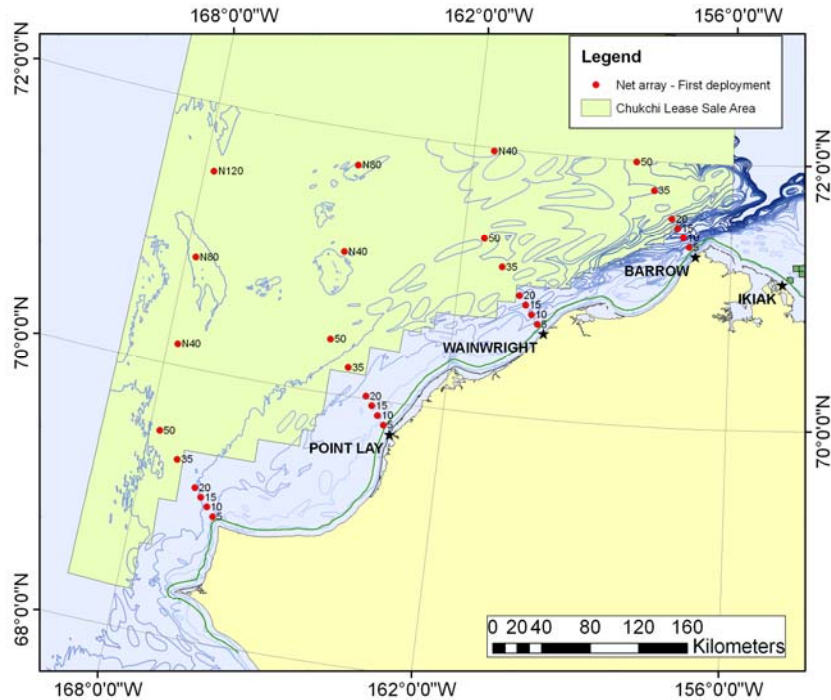 168°0'0"W 162°0'0"W 156°0'0"W
72°0'0"N
Legend
Net array - First deployment
Chukchi Lease Sale Area
N40
N80
50
72°0'0"N
N120
35
20
15
10
5
50
N40
N80
35
BARROW
20
IKIAK
15
10
5
70°0'0"N
50
N40
WAINWRIGHT
35
20
15
10
5
50
POINT LAY
70°0'0"N
35
20
15
10
5
68°0'0"N
0 20 40 80 120 160
Kilometers
168°0'0"W 162°0'0"W 156°0'0"W